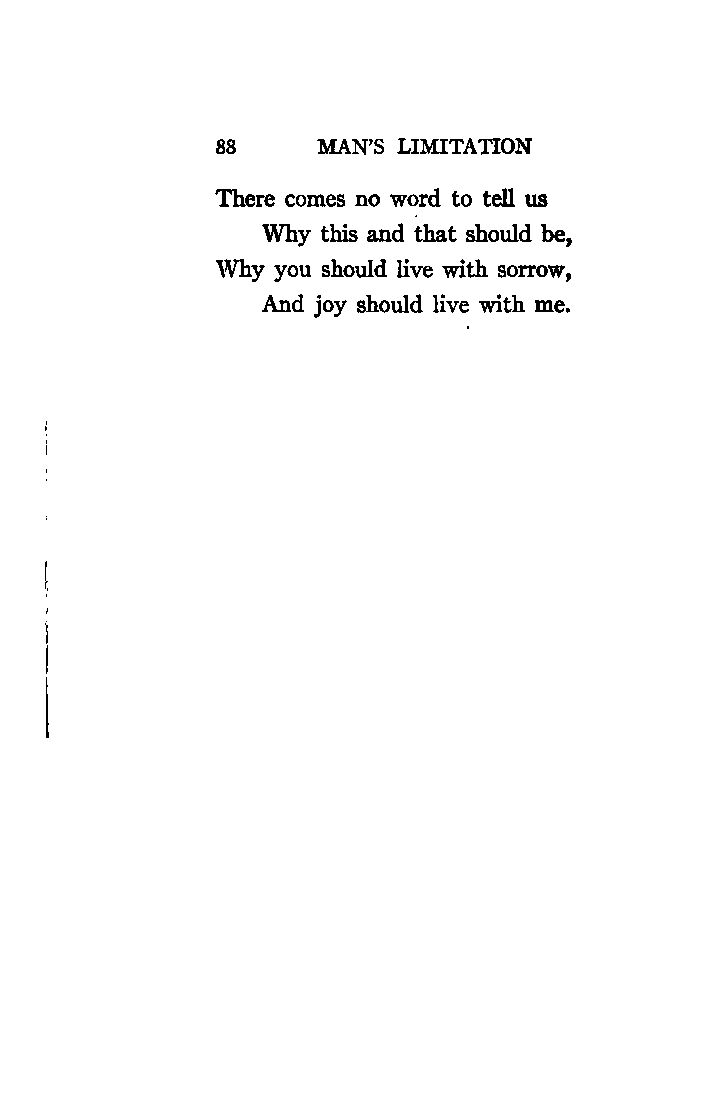 88 MAN'S LIMITATION
There comes no word to tell us
Why this and that should be,
Why you should live with sorrow,
And joy should live with me.